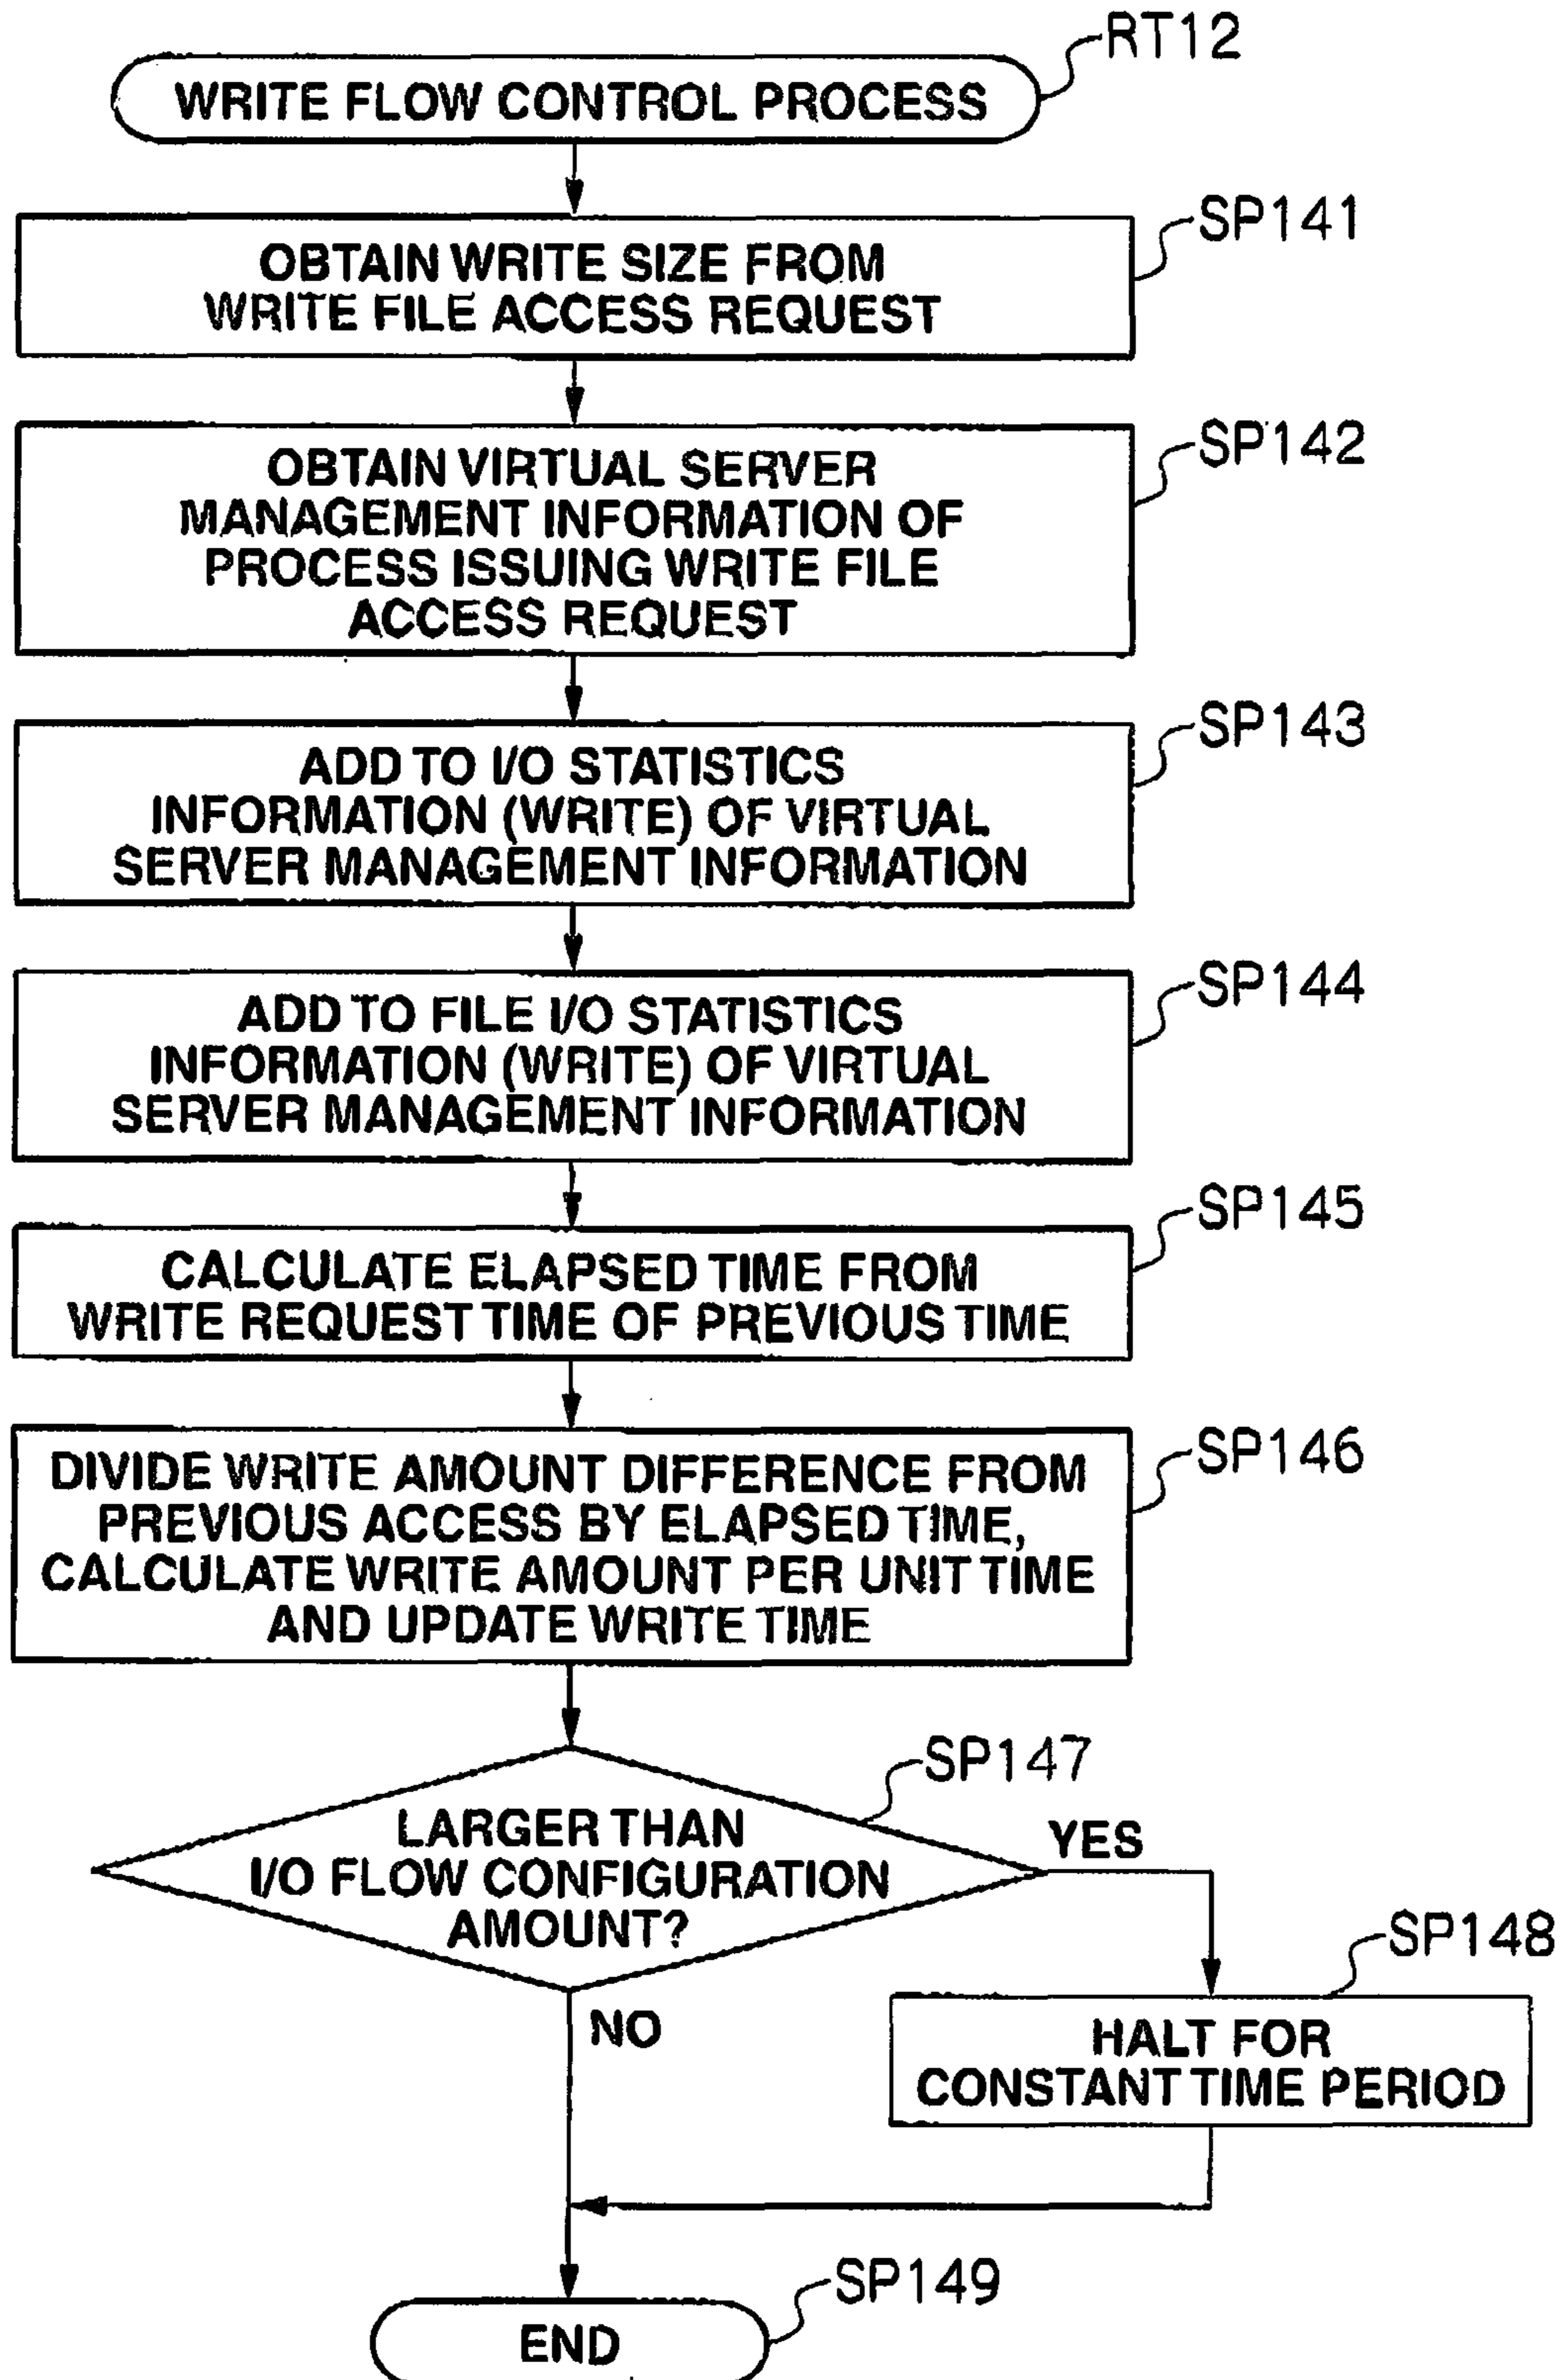 RT12
WRITE FLOW CONTROL PROCESS
SP141
OBTAIN WRITE SIZE FROM
WRITE FILE ACCESS REQUEST
SP142
OBTAIN VIRTUAL SERVER
MANAGEMENT INFORMATION OF
PROCESS ISSUING WRITE FILE
ACCESS REQUEST
SP143
ADD TO I/O STATISTICS
INFORMATION (WRITE) OF VIRTUAL
SERVER MANAGEMENT INFORMATION
SP144
ADD TO FILE I/O STATISTICS
INFORMATION (WRITE) OF VIRTUAL
SERVER MANAGEMENT INFORMATION
SP145
CALCULATE ELAPSED TIME FROM
WRITE REQUEST TIME OF PREVIOUS TIME
SP146
DIVIDE WRITE AMOUNT DIFFERENCE FROM
PREVIOUS ACCESS BY ELAPSED TIME,
CALCULATE WRITE AMOUNT PER UNIT TIME
AND UPDATE WRITE TIME
SP147
LARGER THAN
I/O FLOW CONFIGURATION
AMOUNT?
YES
SP148
NO
HALT FOR
CONSTANT TIME PERIOD
SP149
END